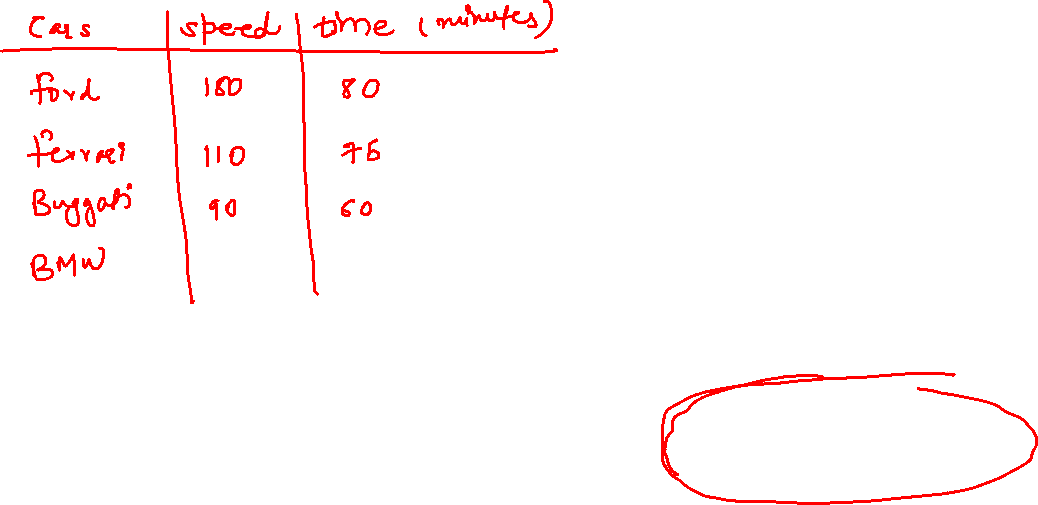 Cars speed time (minutes)
ford 180 80
ferrari 110 75
Buggati 90 60
BMW